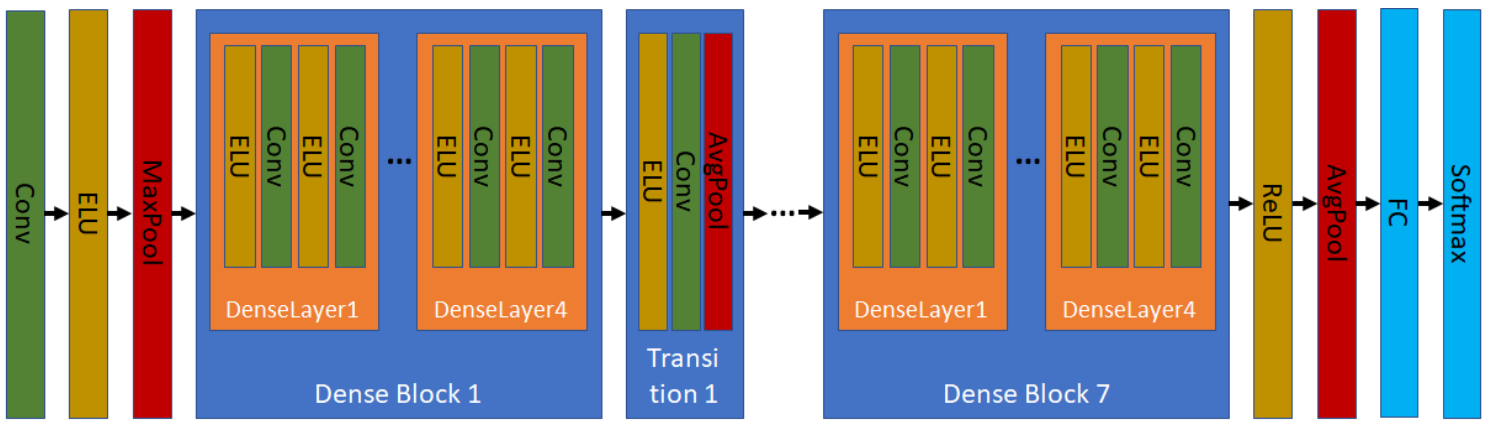 Conv
ELU
MaxPool
ELU
Conv
ELU
Conv
DenseLayer1
...
ELU
Conv
ELU
Conv
DenseLayer4
Dense Block 1
ELU
Conv
AvgPool
Transi
tion 1
....
ELU
Conv
ELU
Conv
DenseLayer1
...
ELU
Conv
ELU
Conv
DenseLayer4
Dense Block 7
ReLU
AvgPool
FC
Softmax